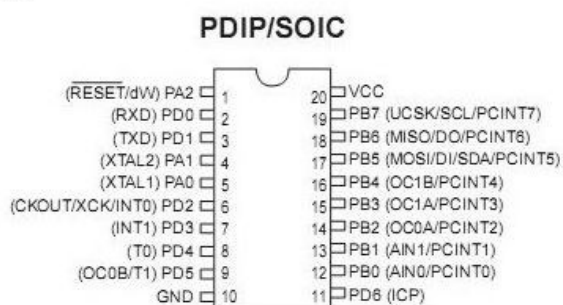 PDIP/SOIC
(RESET/dW) PA2 1 20 VCC
(RXD) PD0 2 19 PB7 (UCSK/SCL/PCINT7)
(TXD) PD1 3 18 PB6 (MISO/DO/PCINT6)
(XTAL2) PA1 4 17 PB5 (MOSI/DI/SDA/PCINT5)
(XTAL1) PA0 5 16 PB4 (OC1B/PCINT4)
(CKOUT/XCK/INT0) PD2 6 15 PB3 (OC1A/PCINT3)
(INT1) PD3 7 14 PB2 (OC0A/PCINT2)
(T0) PD4 8 13 PB1 (AIN1/PCINT1)
(OC0B/T1) PD5 9 12 PB0 (AIN0/PCINT0)
GND 10 11 PD6 (ICP)